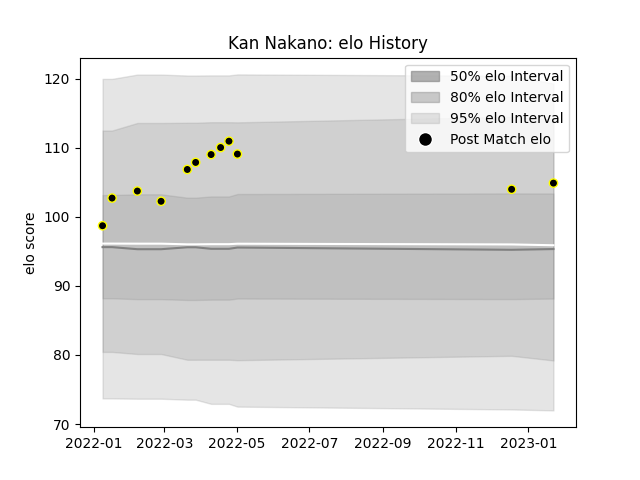 Kan Nakano: elo History
elo score
120
110
100
90
80
70
50% elo Interval
80% elo Interval
95% elo Interval
Post Match elo
2022-01 2022-03 2022-05 2022-07 2022-09 2022-11 2023-01